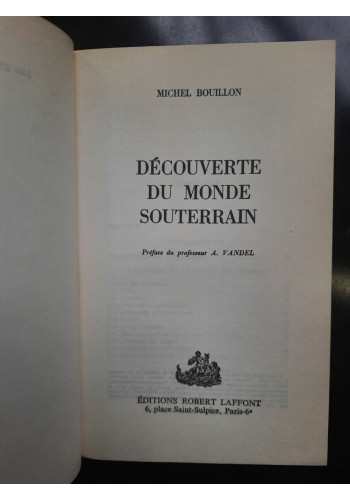 MICHEL BOUILLON
DÉCOUVERTE
DU MONDE
SOUTERRAIN
Préface du professeur A. VANDEL
ÉDITIONS ROBERT LAFFONT
6, place Saint-Sulpice, Paris-6e